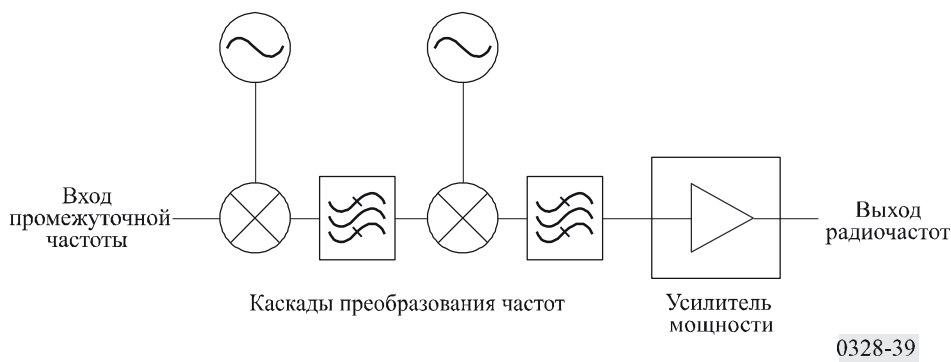 Вход
промежуточной
частоты
Выход
радиочастот
Каскады преобразования частот
Усилитель
мощности
0328-39